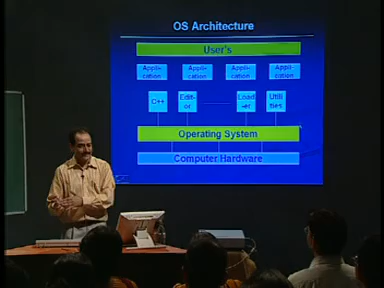 OS Architecture
User's
Appli-
cation
Appli-
cation
Appli-
cation
Appli-
cation
C++
Edit-
or
Load
-er
Utili
ties
Operating System
Computer Hardware